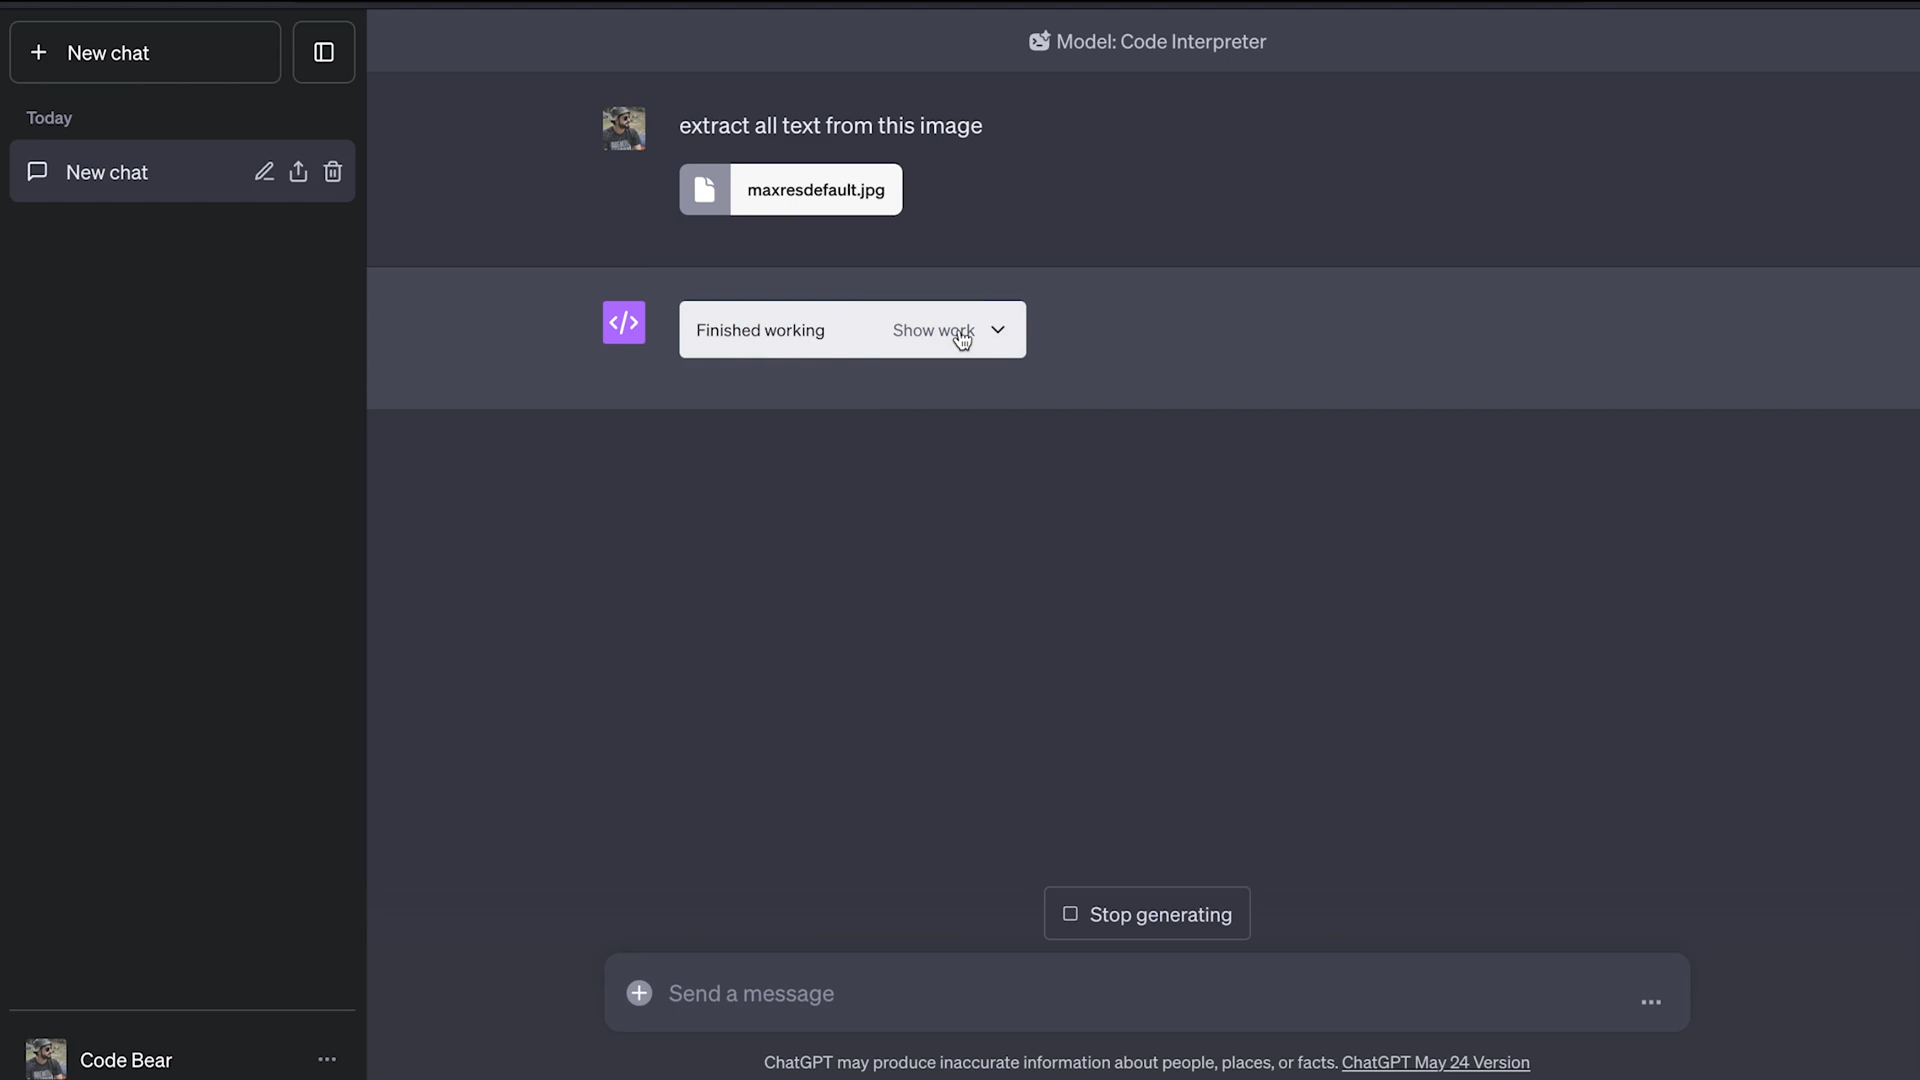 New chat
Model: Code Interpreter
Today
New chat
extract all text from this image
maxresdefault.jpg
</>
Finished working Show work
Stop generating
Send a message
Code Bear
ChatGPT may produce inaccurate information about people, places, or facts. ChatGPT May 24 Version